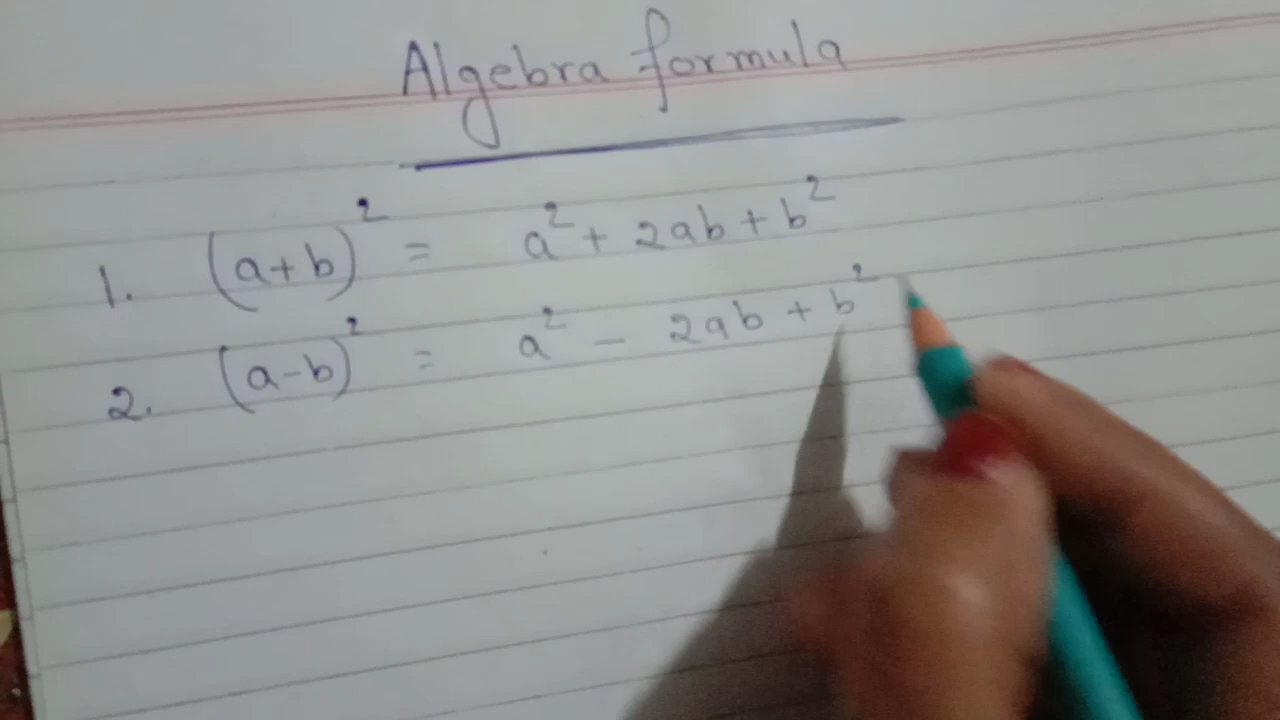 Algebra formula
1. (a+b)² = a² + 2ab + b²
2. (a-b)² = a² - 2ab + b²